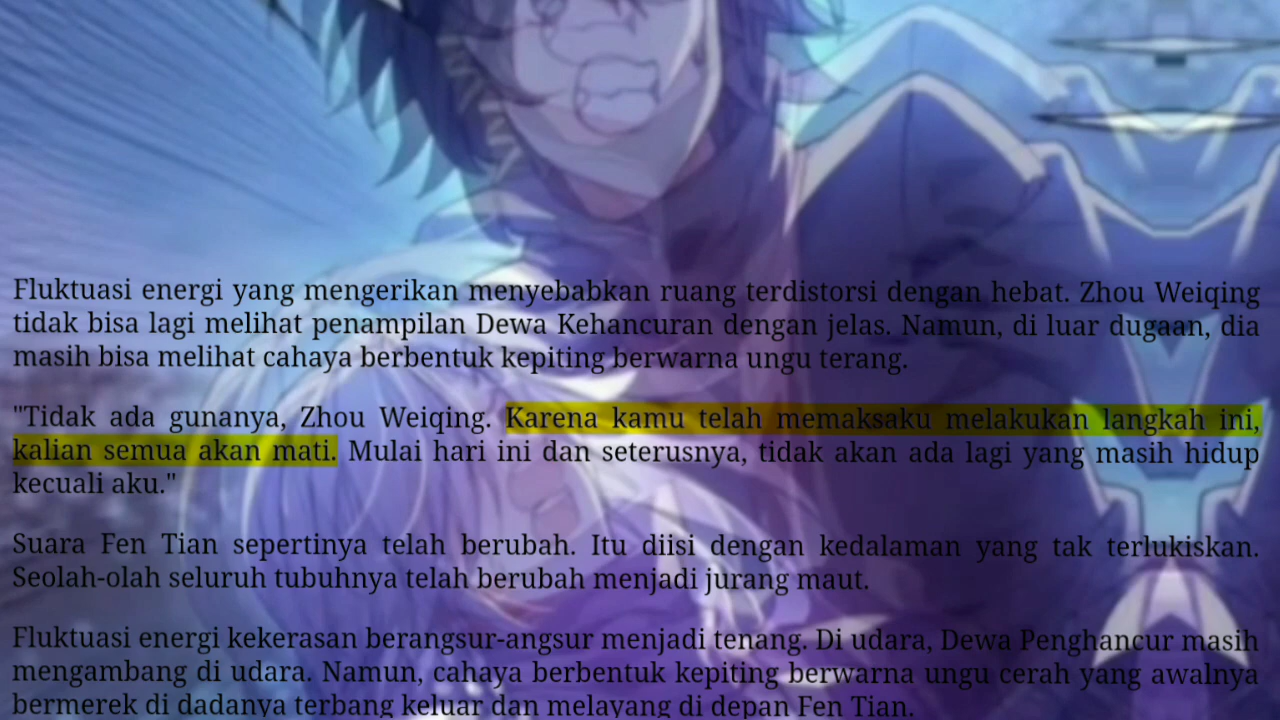 Fluktuasi energi yang mengerikan menyebabkan ruang terdistorsi dengan hebat. Zhou Weiqing
tidak bisa lagi melihat penampilan Dewa Kehancuran dengan jelas. Namun, di luar dugaan, dia
masih bisa melihat cahaya berbentuk kepiting berwarna ungu terang.
"Tidak ada gunanya, Zhou Weiqing. Karena kamu telah memaksaku melakukan langkah ini,
kalian semua akan mati. Mulai hari ini dan seterusnya, tidak akan ada lagi yang masih hidup
kecuali aku."
Suara Fen Tian sepertinya telah berubah. Itu diisi dengan kedalaman yang tak terlukiskan.
Seolah-olah seluruh tubuhnya telah berubah menjadi jurang maut.
Fluktuasi energi kekerasan berangsur-angsur menjadi tenang. Di udara, Dewa Penghancur masih
mengambang di udara. Namun, cahaya berbentuk kepiting berwarna ungu cerah yang awalnya
bermerek di dadanya terbang keluar dan melayang di depan Fen Tian.